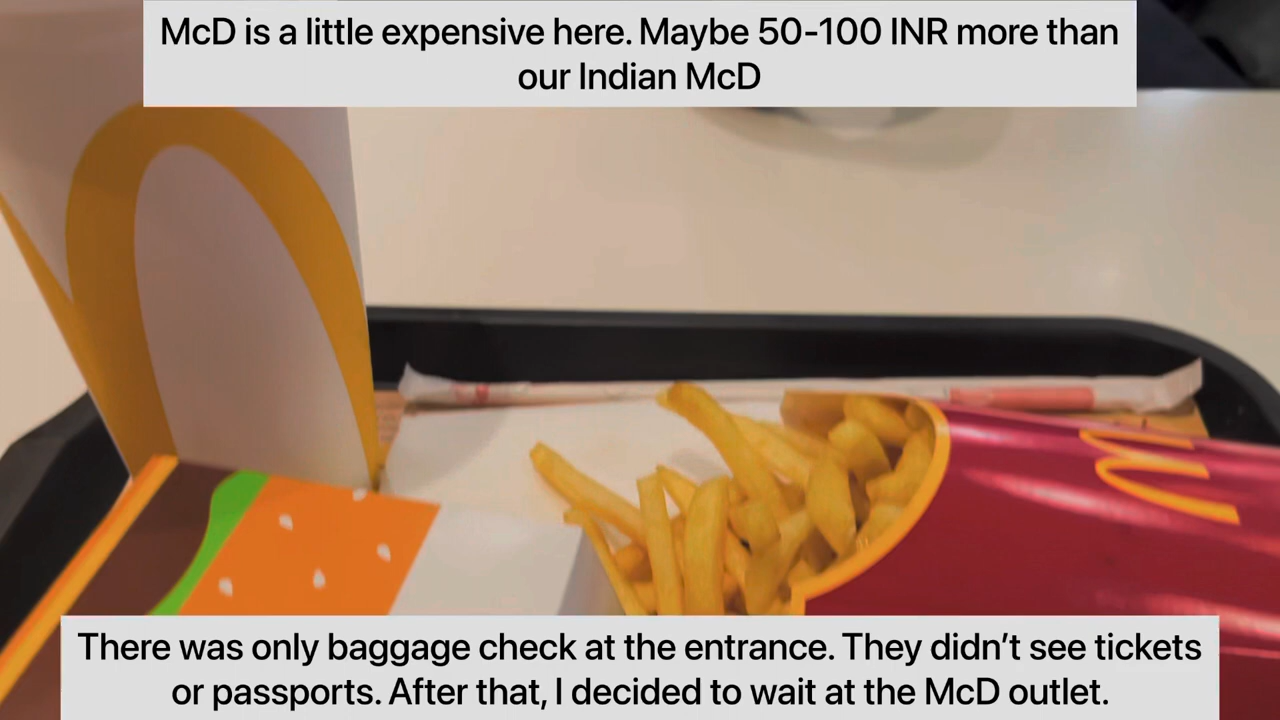 McD is a little expensive here. Maybe 50-100 INR more than
our Indian McD
There was only baggage check at the entrance. They didn’t see tickets
or passports. After that, I decided to wait at the McD outlet.